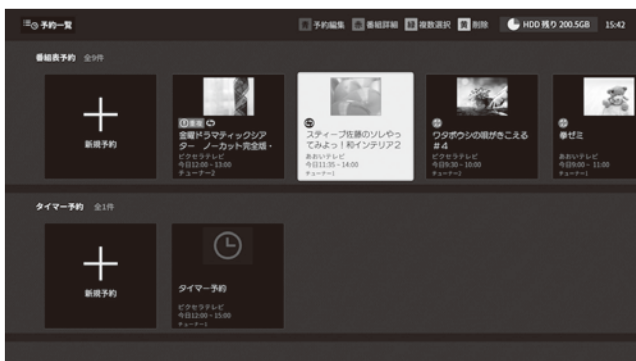 予約一覧
青 予約編集 赤 番組詳細 緑 複数選択 黄 削除 HDD 残り 200.5GB 15:42
番組表予約 全9件
新規予約
重複
金曜ドラマティックシア
ター ノーカット完全版・
ピクセラテレビ
今日12:00 - 13:00
チューナー2
スティーブ佐藤のソレやっ
てみよっ!和インテリア2
あおいテレビ
今日11:35 - 14:00
チューナー1
ワタボウシの唄がきこえる
#4
ピクセラテレビ
今日9:30 - 10:00
チューナー2
拳ゼミ
あおいテレビ
今日9:00 - 11:00
チューナー1
タイマー予約 全1件
新規予約
タイマー予約
ピクセラテレビ
今日12:00 - 15:00
チューナー1